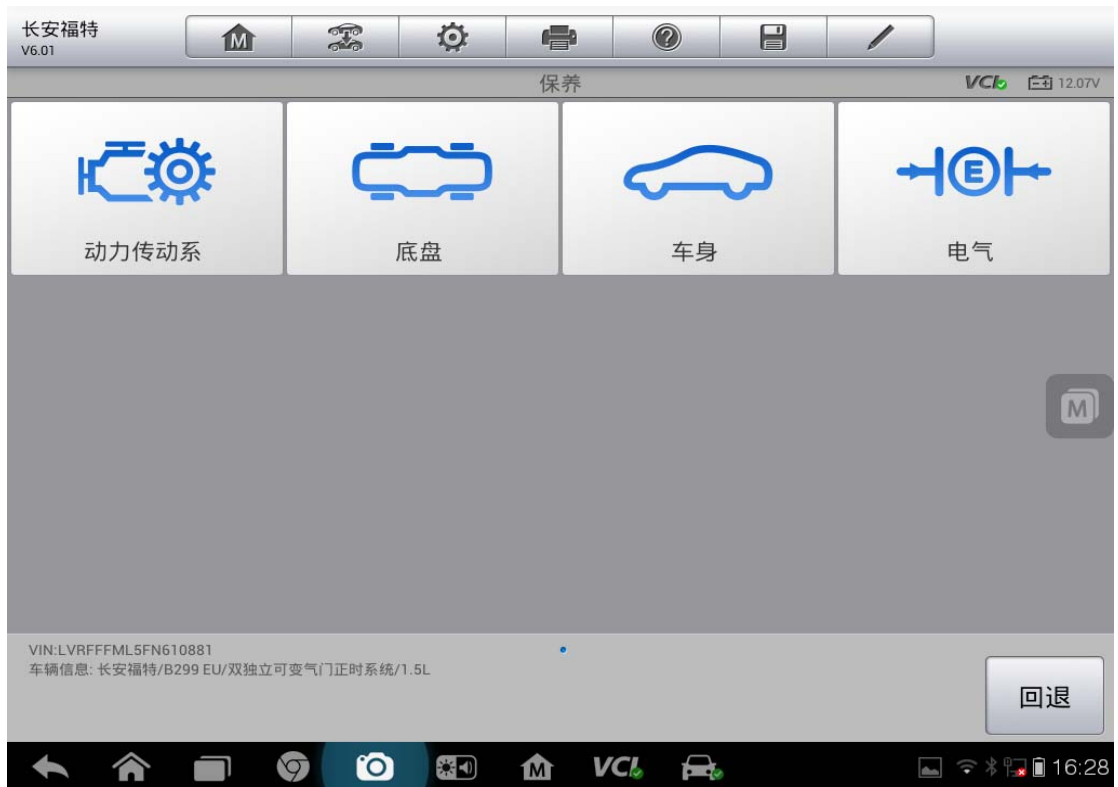 长安福特
V6.01
M
保养
VCI
12.07V
动力传动系
底盘
车身
E
电气
M
VIN:LVRFFFML5FN610881
车辆信息: 长安福特/B299 EU/双独立可变气门正时系统/1.5L
回退
M
VCI
16:28